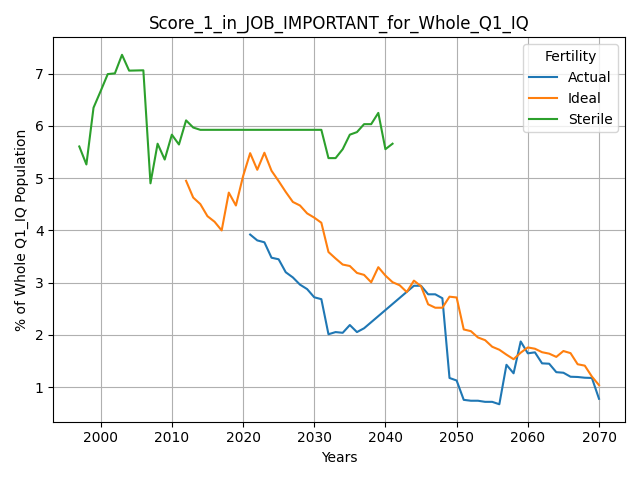 Score_1_in_JOB_IMPORTANT_for_Whole_Q1_IQ
Fertility
Actual
Ideal
Sterile
% of Whole Q1_IQ Population
7
6
5
4
3
2
1
2000 2010 2020 2030 2040 2050 2060 2070
Years